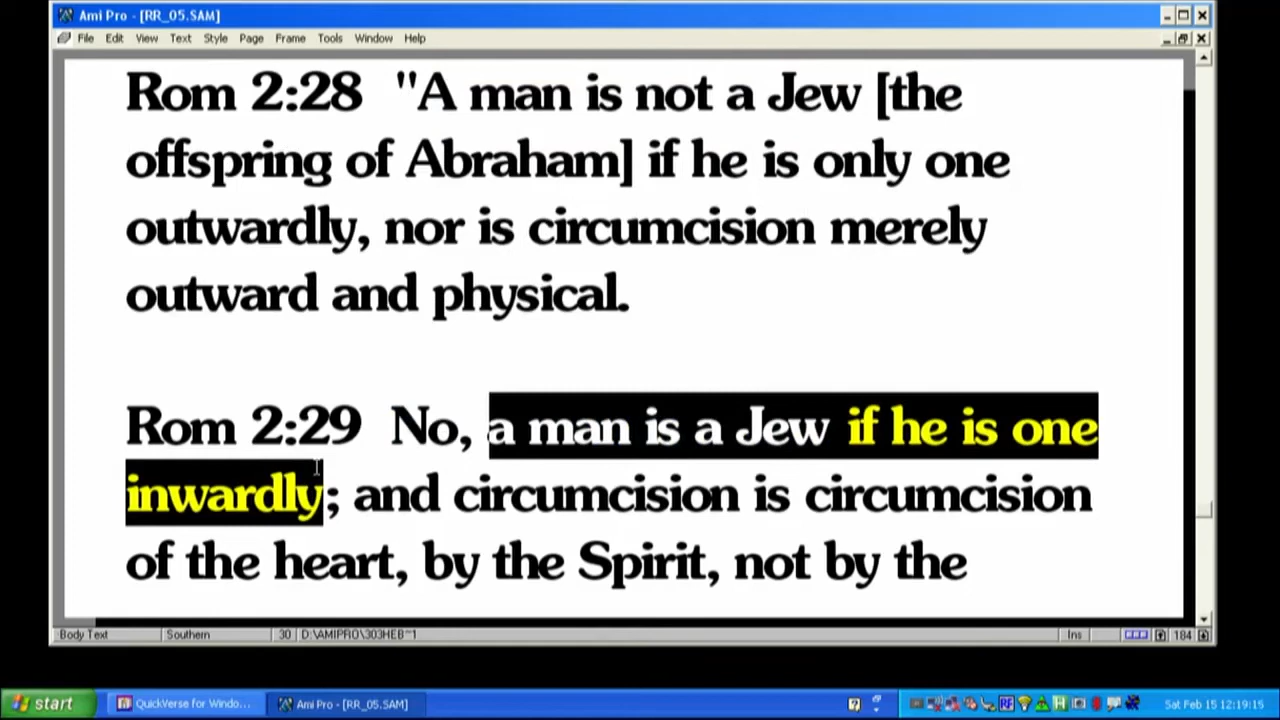 Ami Pro - [RR_05.SAM]
File Edit View Text Style Page Frame Tools Window Help
Rom 2:28 "A man is not a Jew [the
offspring of Abraham] if he is only one
outwardly, nor is circumcision merely
outward and physical.
Rom 2:29 No, a man is a Jew if he is one
inwardly; and circumcision is circumcision
of the heart, by the Spirit, not by the
Body Text Southern 30 D:\AMIPRO\303HEB~1 Ins 184
start QuickVerse for Windo... Ami Pro - [RR_05.SAM] ? RF H Sat Feb 15 12:19:15